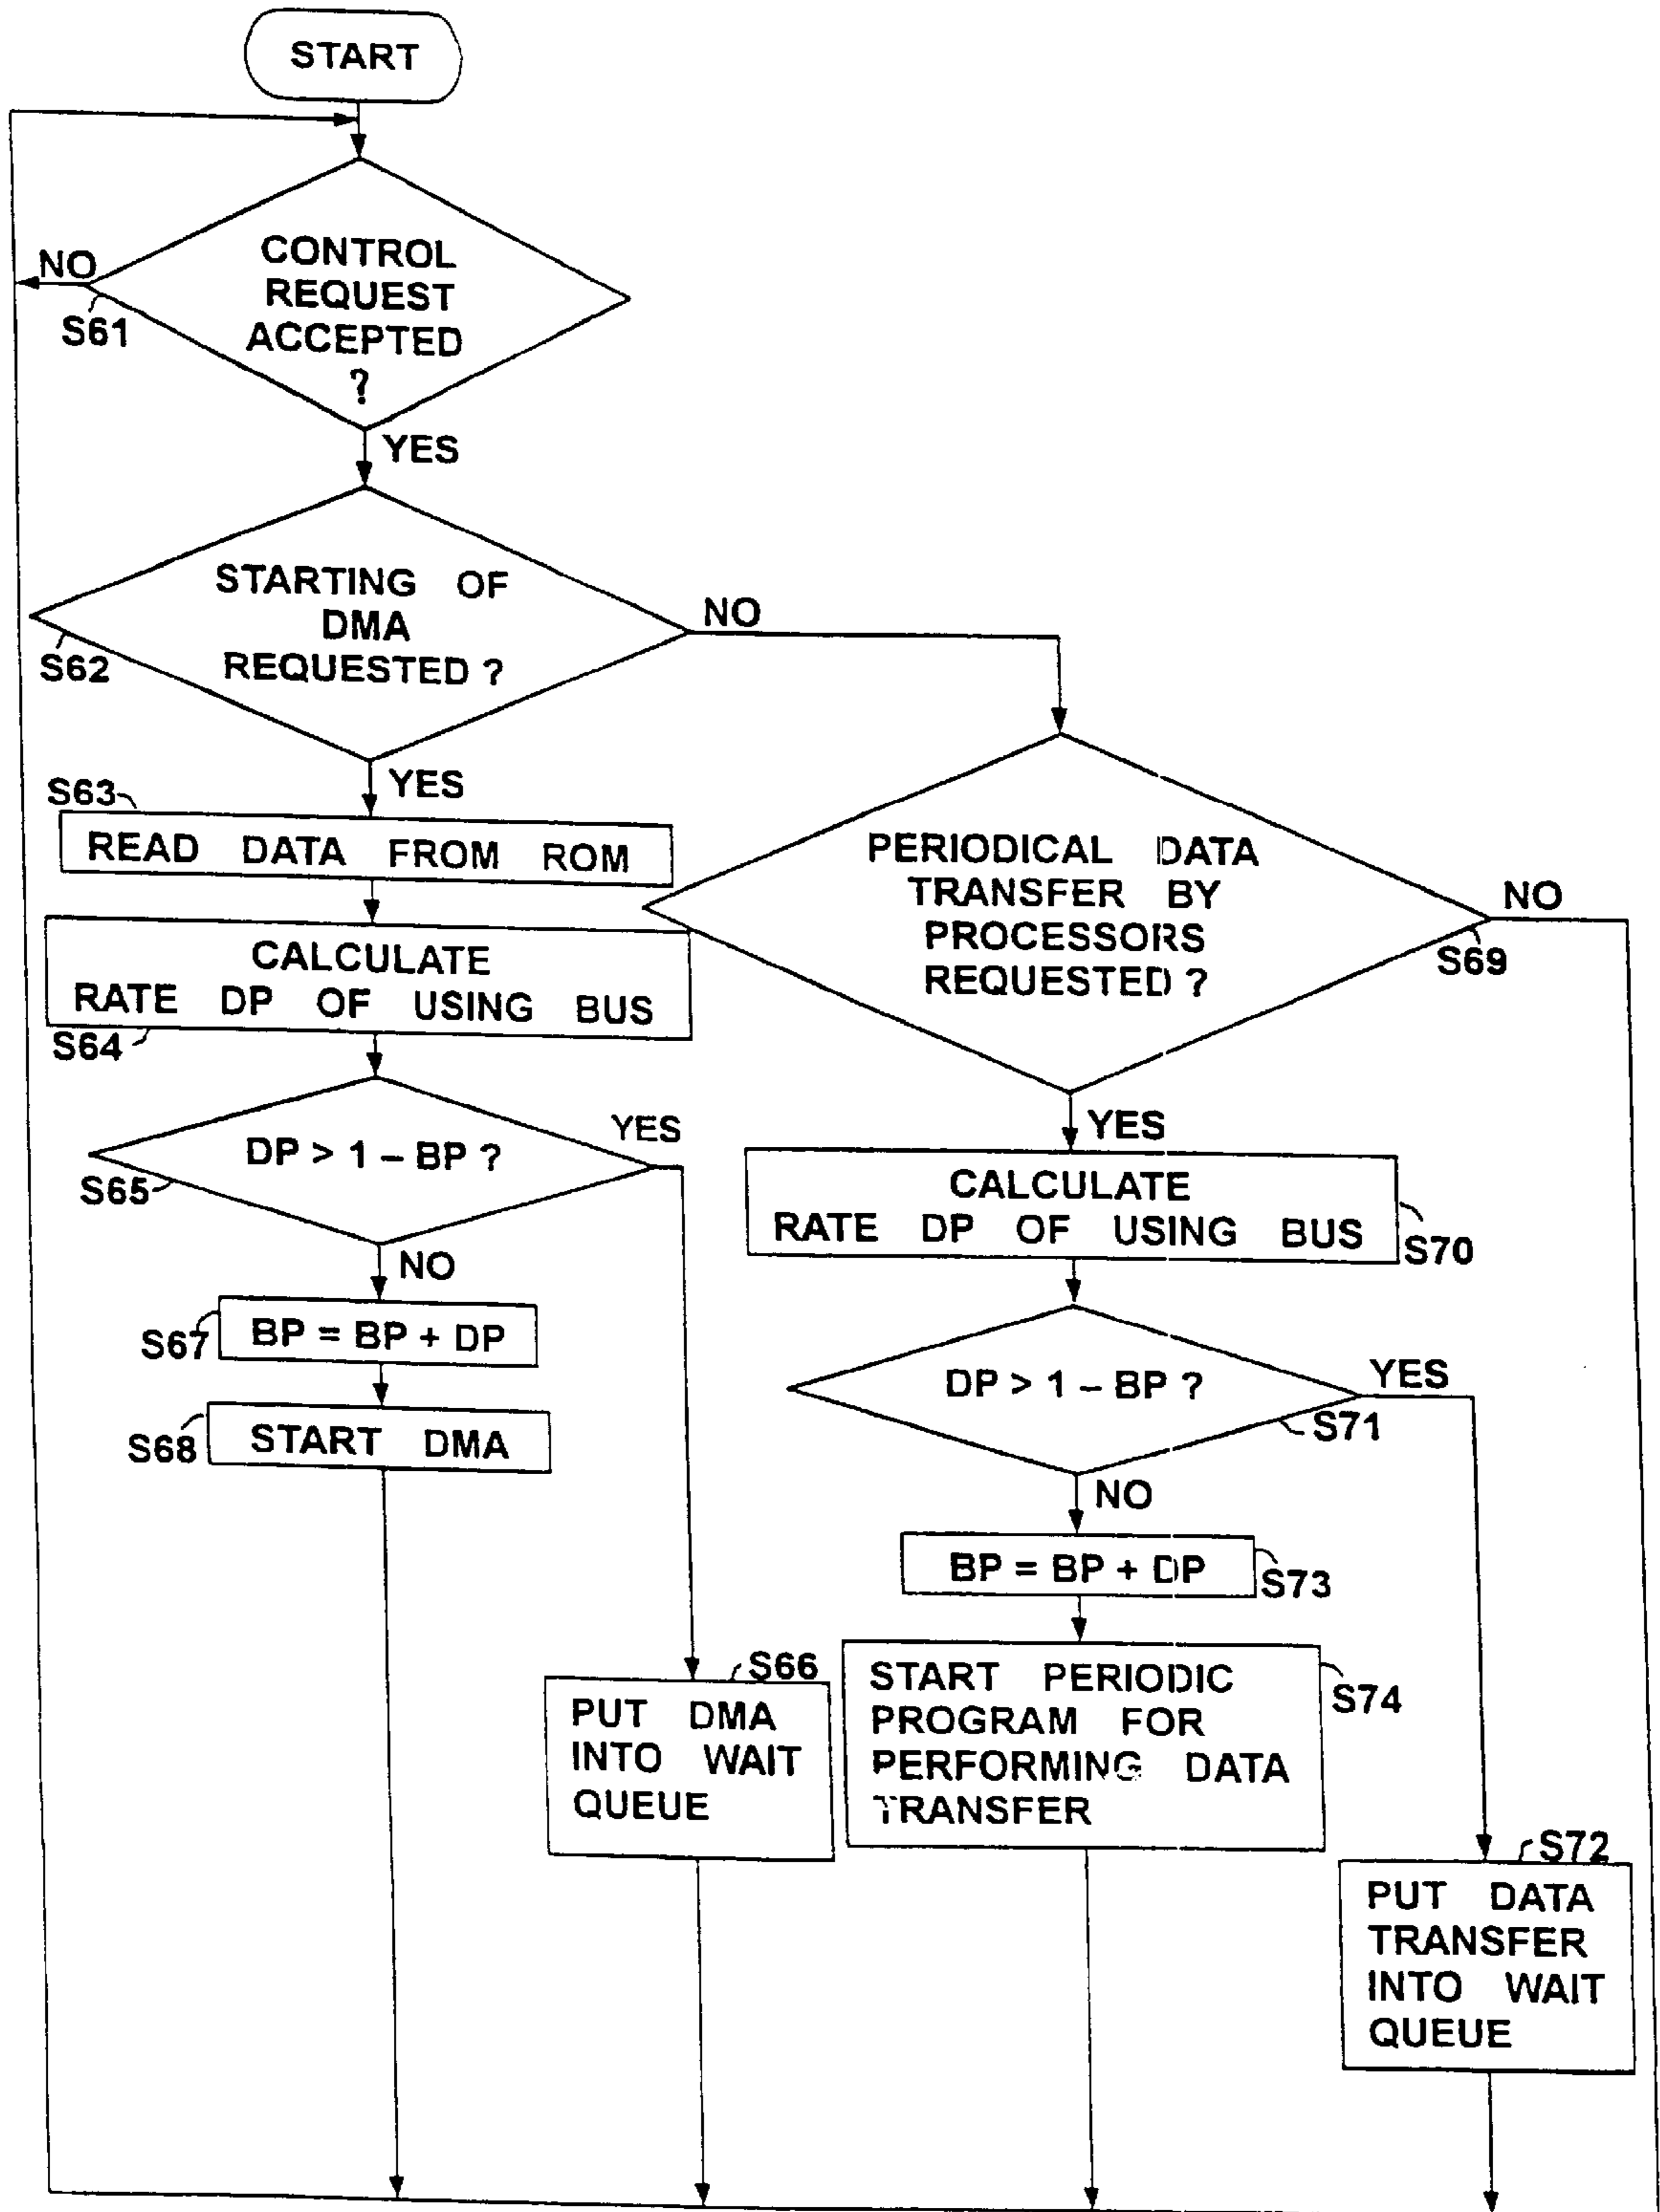 START
CONTROL
REQUEST
ACCEPTED
?
NO
S61
YES
STARTING OF
DMA
REQUESTED ?
S62
NO
YES
S63
READ DATA FROM ROM
CALCULATE
RATE DP OF USING BUS
S64
DP > 1 – BP ?
S65
YES
NO
S67
BP = BP + DP
S68
START DMA
S66
PUT DMA
INTO WAIT
QUEUE
PERIODICAL DATA
TRANSFER BY
PROCESSORS
REQUESTED ?
NO
S69
YES
CALCULATE
RATE DP OF USING BUS
S70
DP > 1 – BP ?
YES
S71
NO
BP = BP + DP
S73
START PERIODIC
PROGRAM FOR
PERFORMING DATA
TRANSFER
S74
S72
PUT DATA
TRANSFER
INTO WAIT
QUEUE